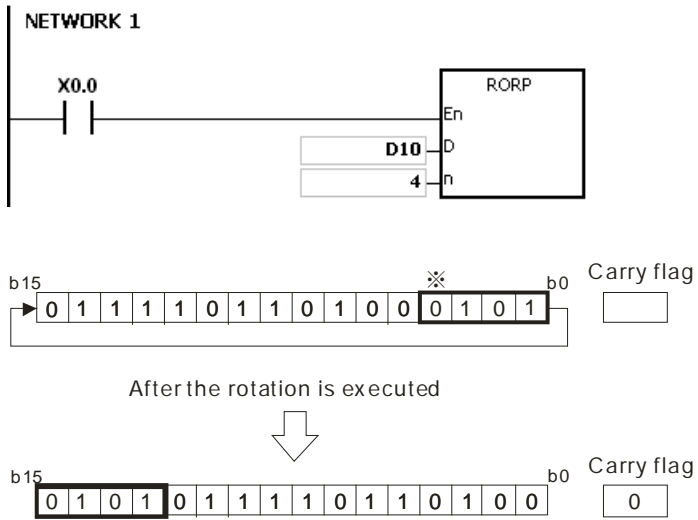 NETWORK 1
X0.0
RORP
En
D10 D
4 n
※
b15 b0 Carry flag
0 1 1 1 1 0 1 1 0 1 0 0 0 1 0 1
After the rotation is executed
b15 b0 Carry flag
0 1 0 1 0 1 1 1 1 0 1 1 0 1 0 0 0